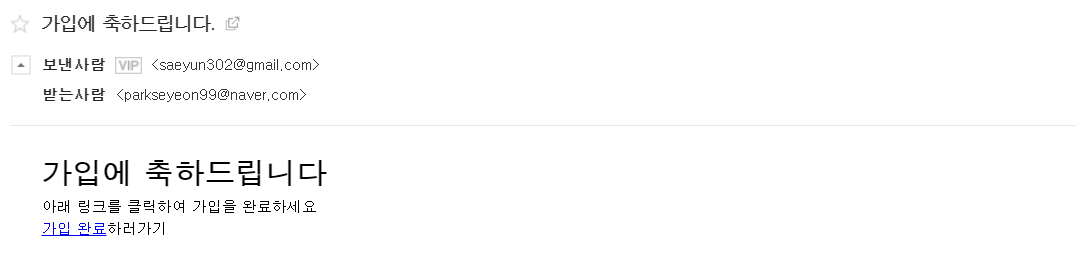 가입에 축하드립니다.
보낸사람 VIP <saeyun302@gmail.com>
받는사람 <parkseyeon99@naver.com>
가입에 축하드립니다
아래 링크를 클릭하여 가입을 완료하세요
가입 완료하러가기